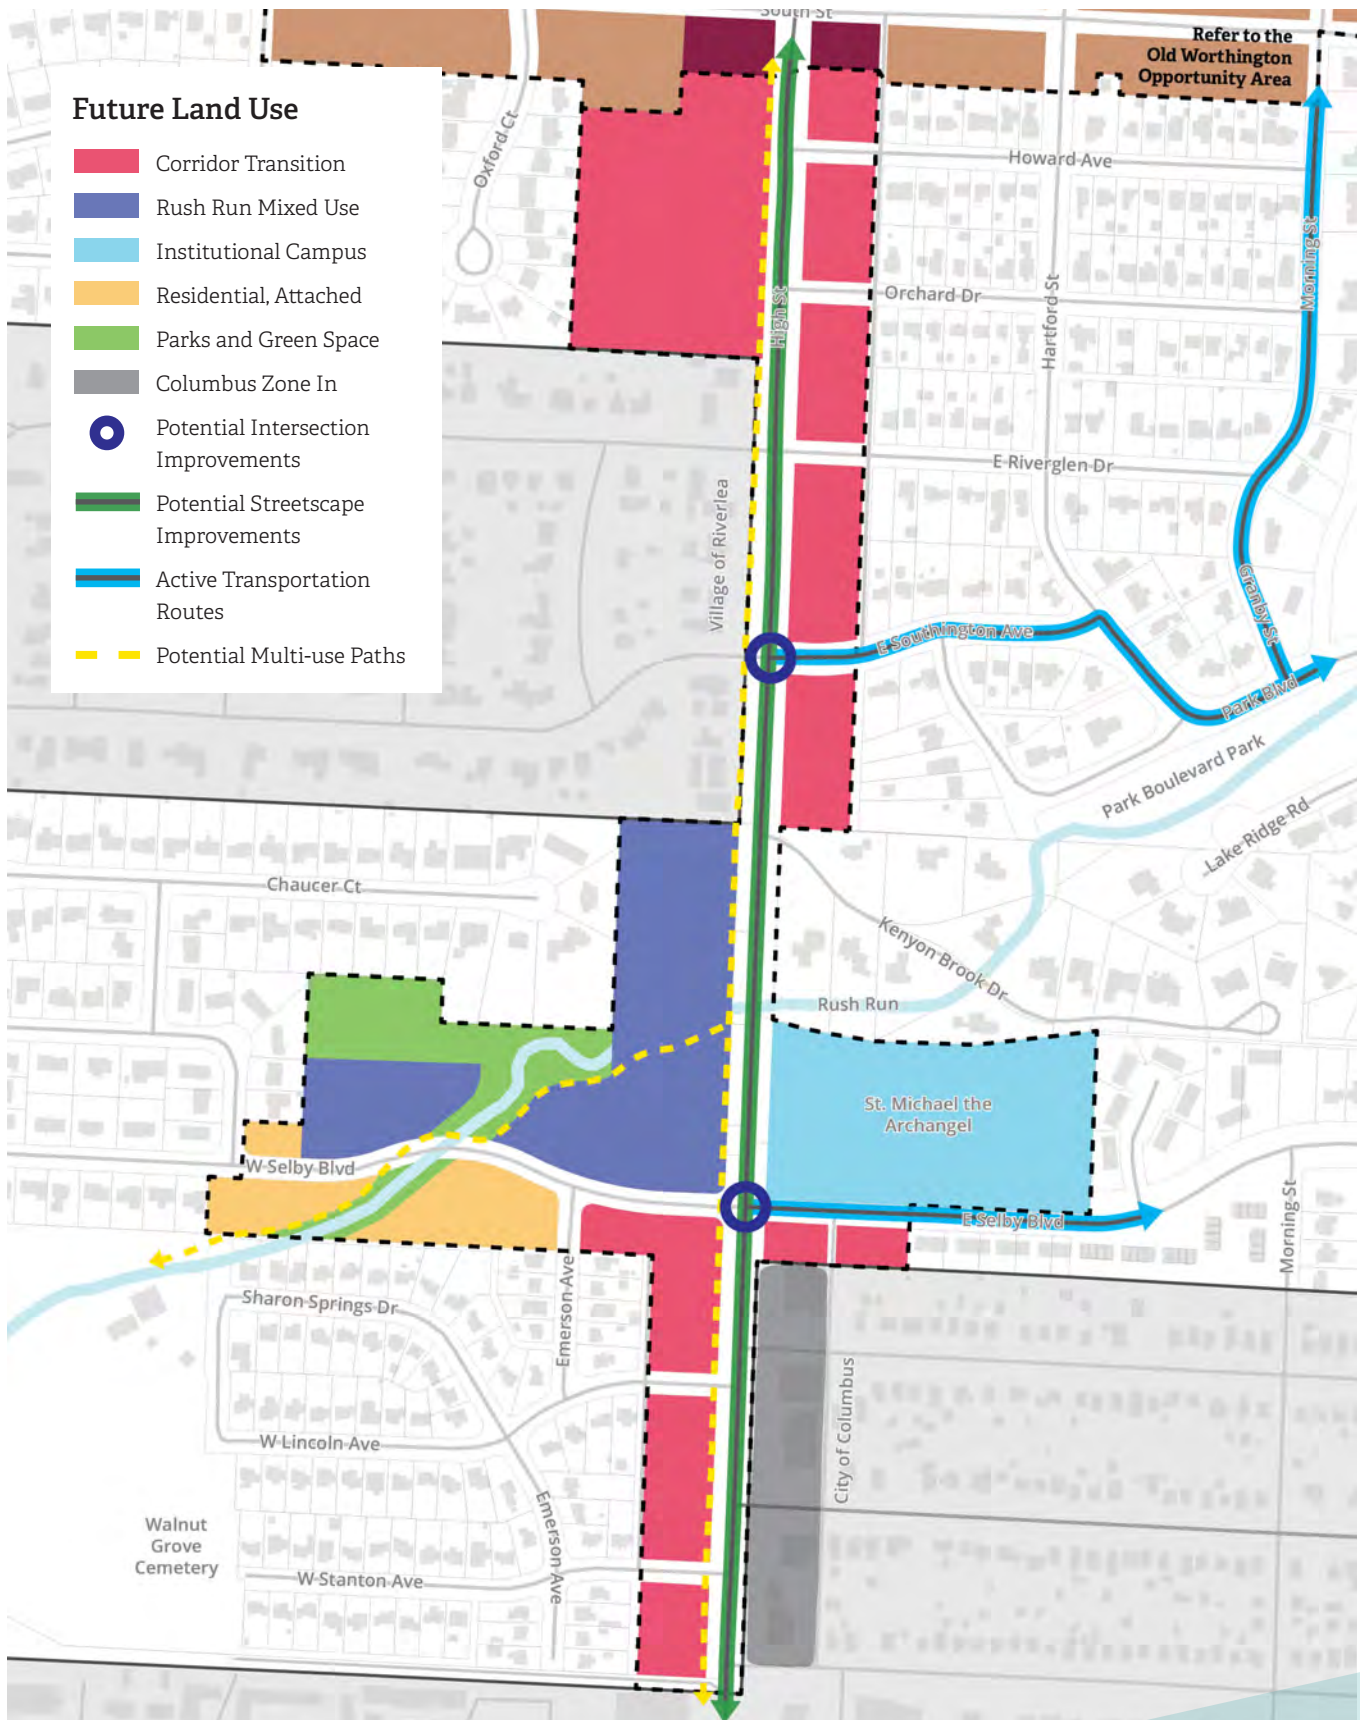 South St
Refer to the
Old Worthington
Opportunity Area
Future Land Use
Corridor Transition
Rush Run Mixed Use
Institutional Campus
Residential, Attached
Parks and Green Space
Columbus Zone In
Potential Intersection
Improvements
Potential Streetscape
Improvements
Active Transportation
Routes
Potential Multi-use Paths
Oxford Ct
Howard Ave
Orchard Dr
High St
Hartford St
Morning St
E Riverglen Dr
Village of Riverlea
Granby St
E Southington Ave
Park Blvd
Park Boulevard Park
Lake Ridge Rd
Chaucer Ct
Kenyon Brook Dr
Rush Run
St. Michael the
Archangel
W Selby Blvd
E Selby Blvd
Morning St
Emerson Ave
Sharon Springs Dr
City of Columbus
W Lincoln Ave
Emerson Ave
Walnut
Grove
Cemetery
W Stanton Ave